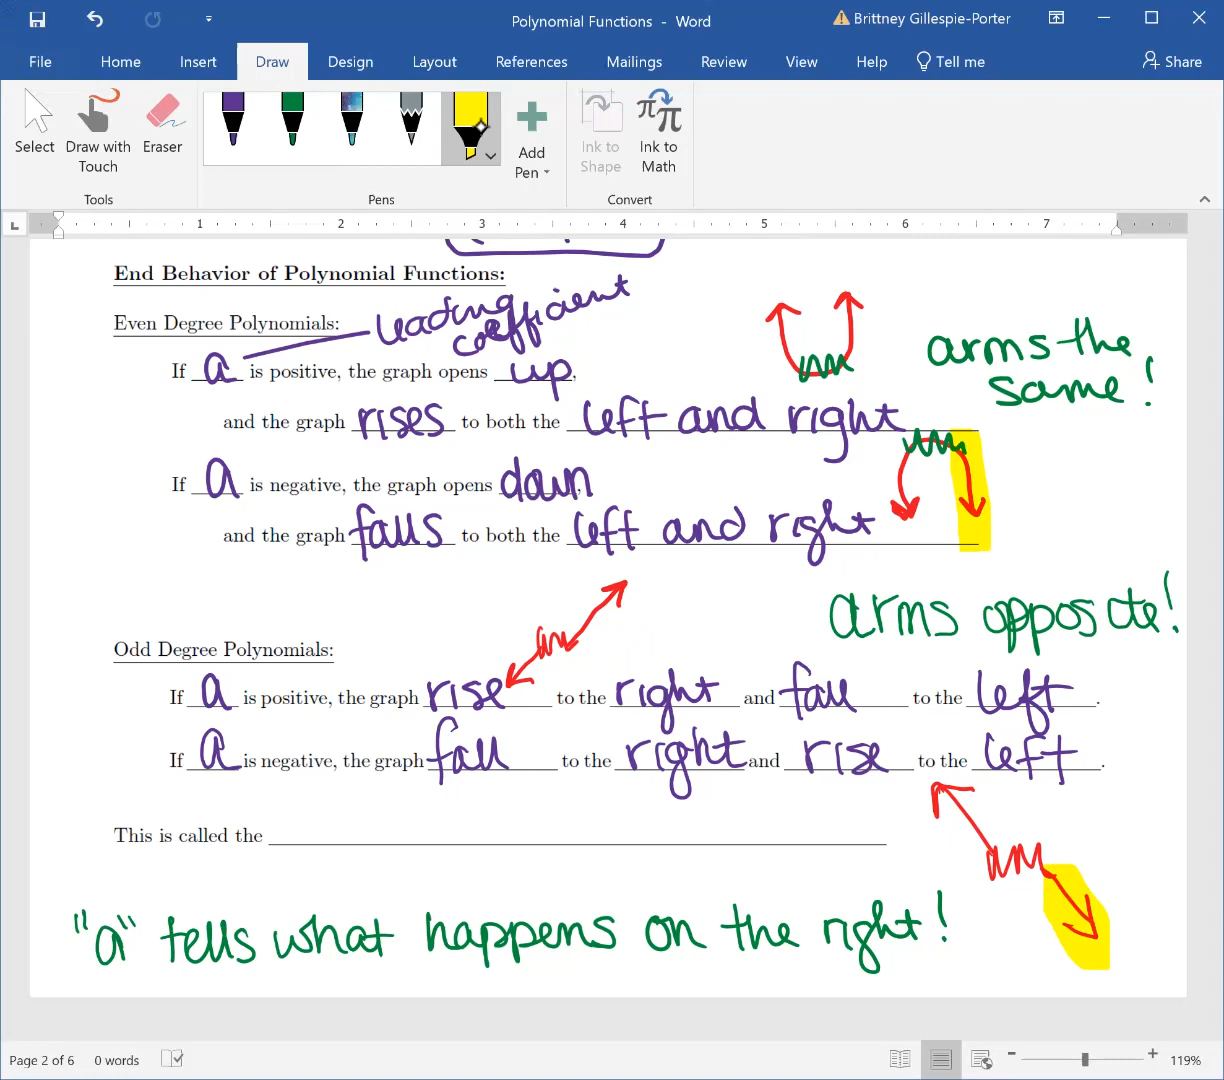 Polynomial Functions - Word
Brittney Gillespie-Porter
File Home Insert Draw Design Layout References Mailings Review View Help Tell me Share
Select Draw with Touch Eraser Add Pen Ink to Shape Ink to Math
Tools Pens Convert
L 1 2 3 4 5 6 7
End Behavior of Polynomial Functions:
Even Degree Polynomials: leading coefficient
If a is positive, the graph opens up,
arms the same!
and the graph rises to both the left and right
If a is negative, the graph opens down,
and the graph falls to both the left and right
arms opposite!
Odd Degree Polynomials:
If a is positive, the graph rise to the right and fall to the left.
If a is negative, the graph fall to the right and rise to the left.
This is called the
"a" tells what happens on the right!
Page 2 of 6 0 words - + 119%